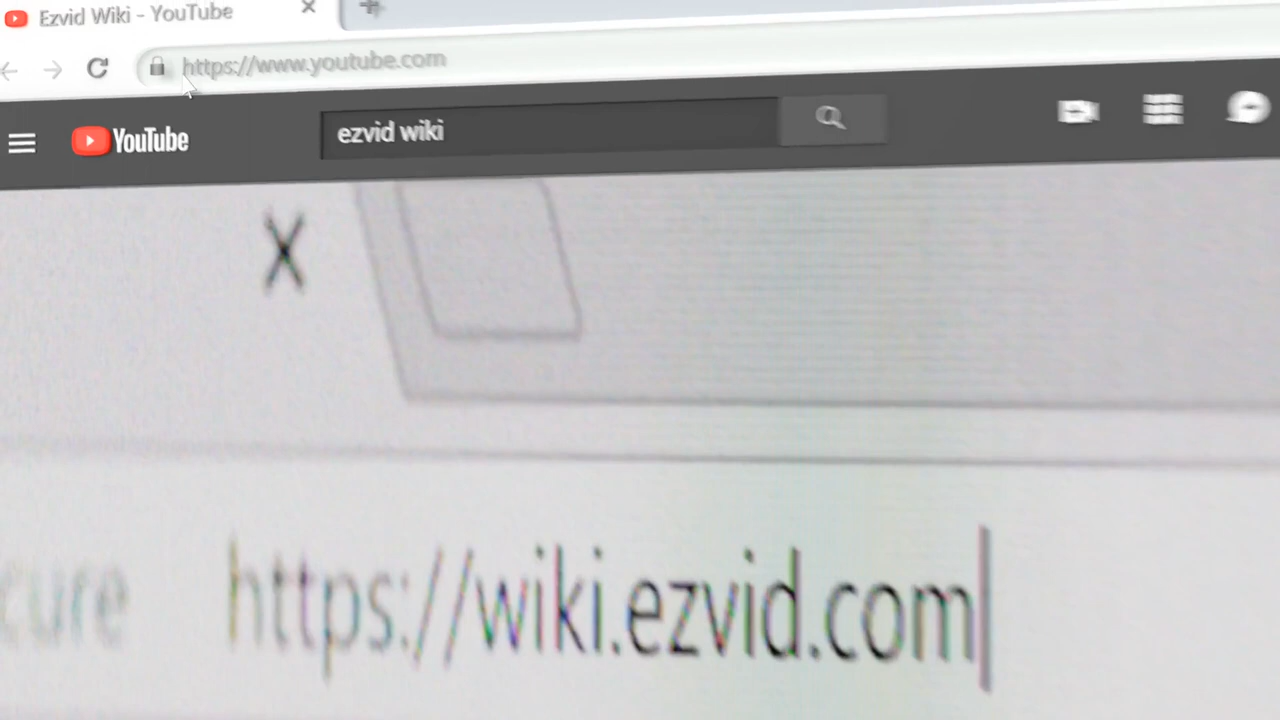 Ezvid Wiki - YouTube
https://www.youtube.com
YouTube
ezvid wiki
cure
https://wiki.ezvid.com